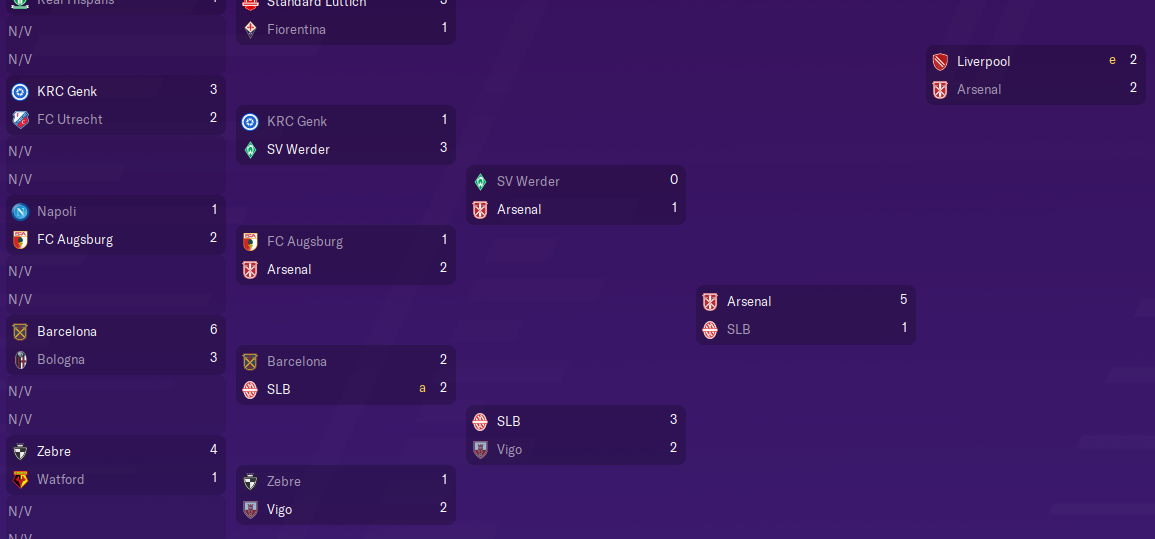 Real Hispalis 1
N/V
N/V
KRC Genk 3
FC Utrecht 2
N/V
N/V
Napoli 1
FC Augsburg 2
N/V
N/V
Barcelona 6
Bologna 3
N/V
N/V
Zebre 4
Watford 1
N/V
N/V
Standard Lüttich 3
Fiorentina 1
KRC Genk 1
SV Werder 3
FC Augsburg 1
Arsenal 2
Barcelona 2
SLB a 2
Zebre 1
Vigo 2
SV Werder 0
Arsenal 1
SLB 3
Vigo 2
Arsenal 5
SLB 1
Liverpool e 2
Arsenal 2